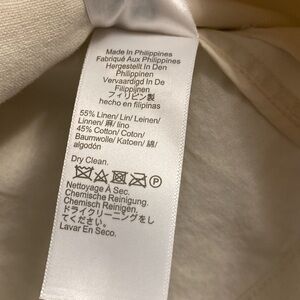 Made In Philippines
Fabriqué Aux Philippines
Hergestellt In Den
Philippinen
Vervaardigd In De
Filippijnen
フィリピン製
hecho en filipinas
55% Linen/Lin/Leinen/
Linnen/麻/lino
45% Cotton/Coton/
Baumwolle/Katoen/綿/
algodón
Dry Clean.
P
Nettoyage A Sec.
Chemische Reinigung.
Chemisch Reinigen.
ドライクリーニングをし
てください。
Lavar En Seco.